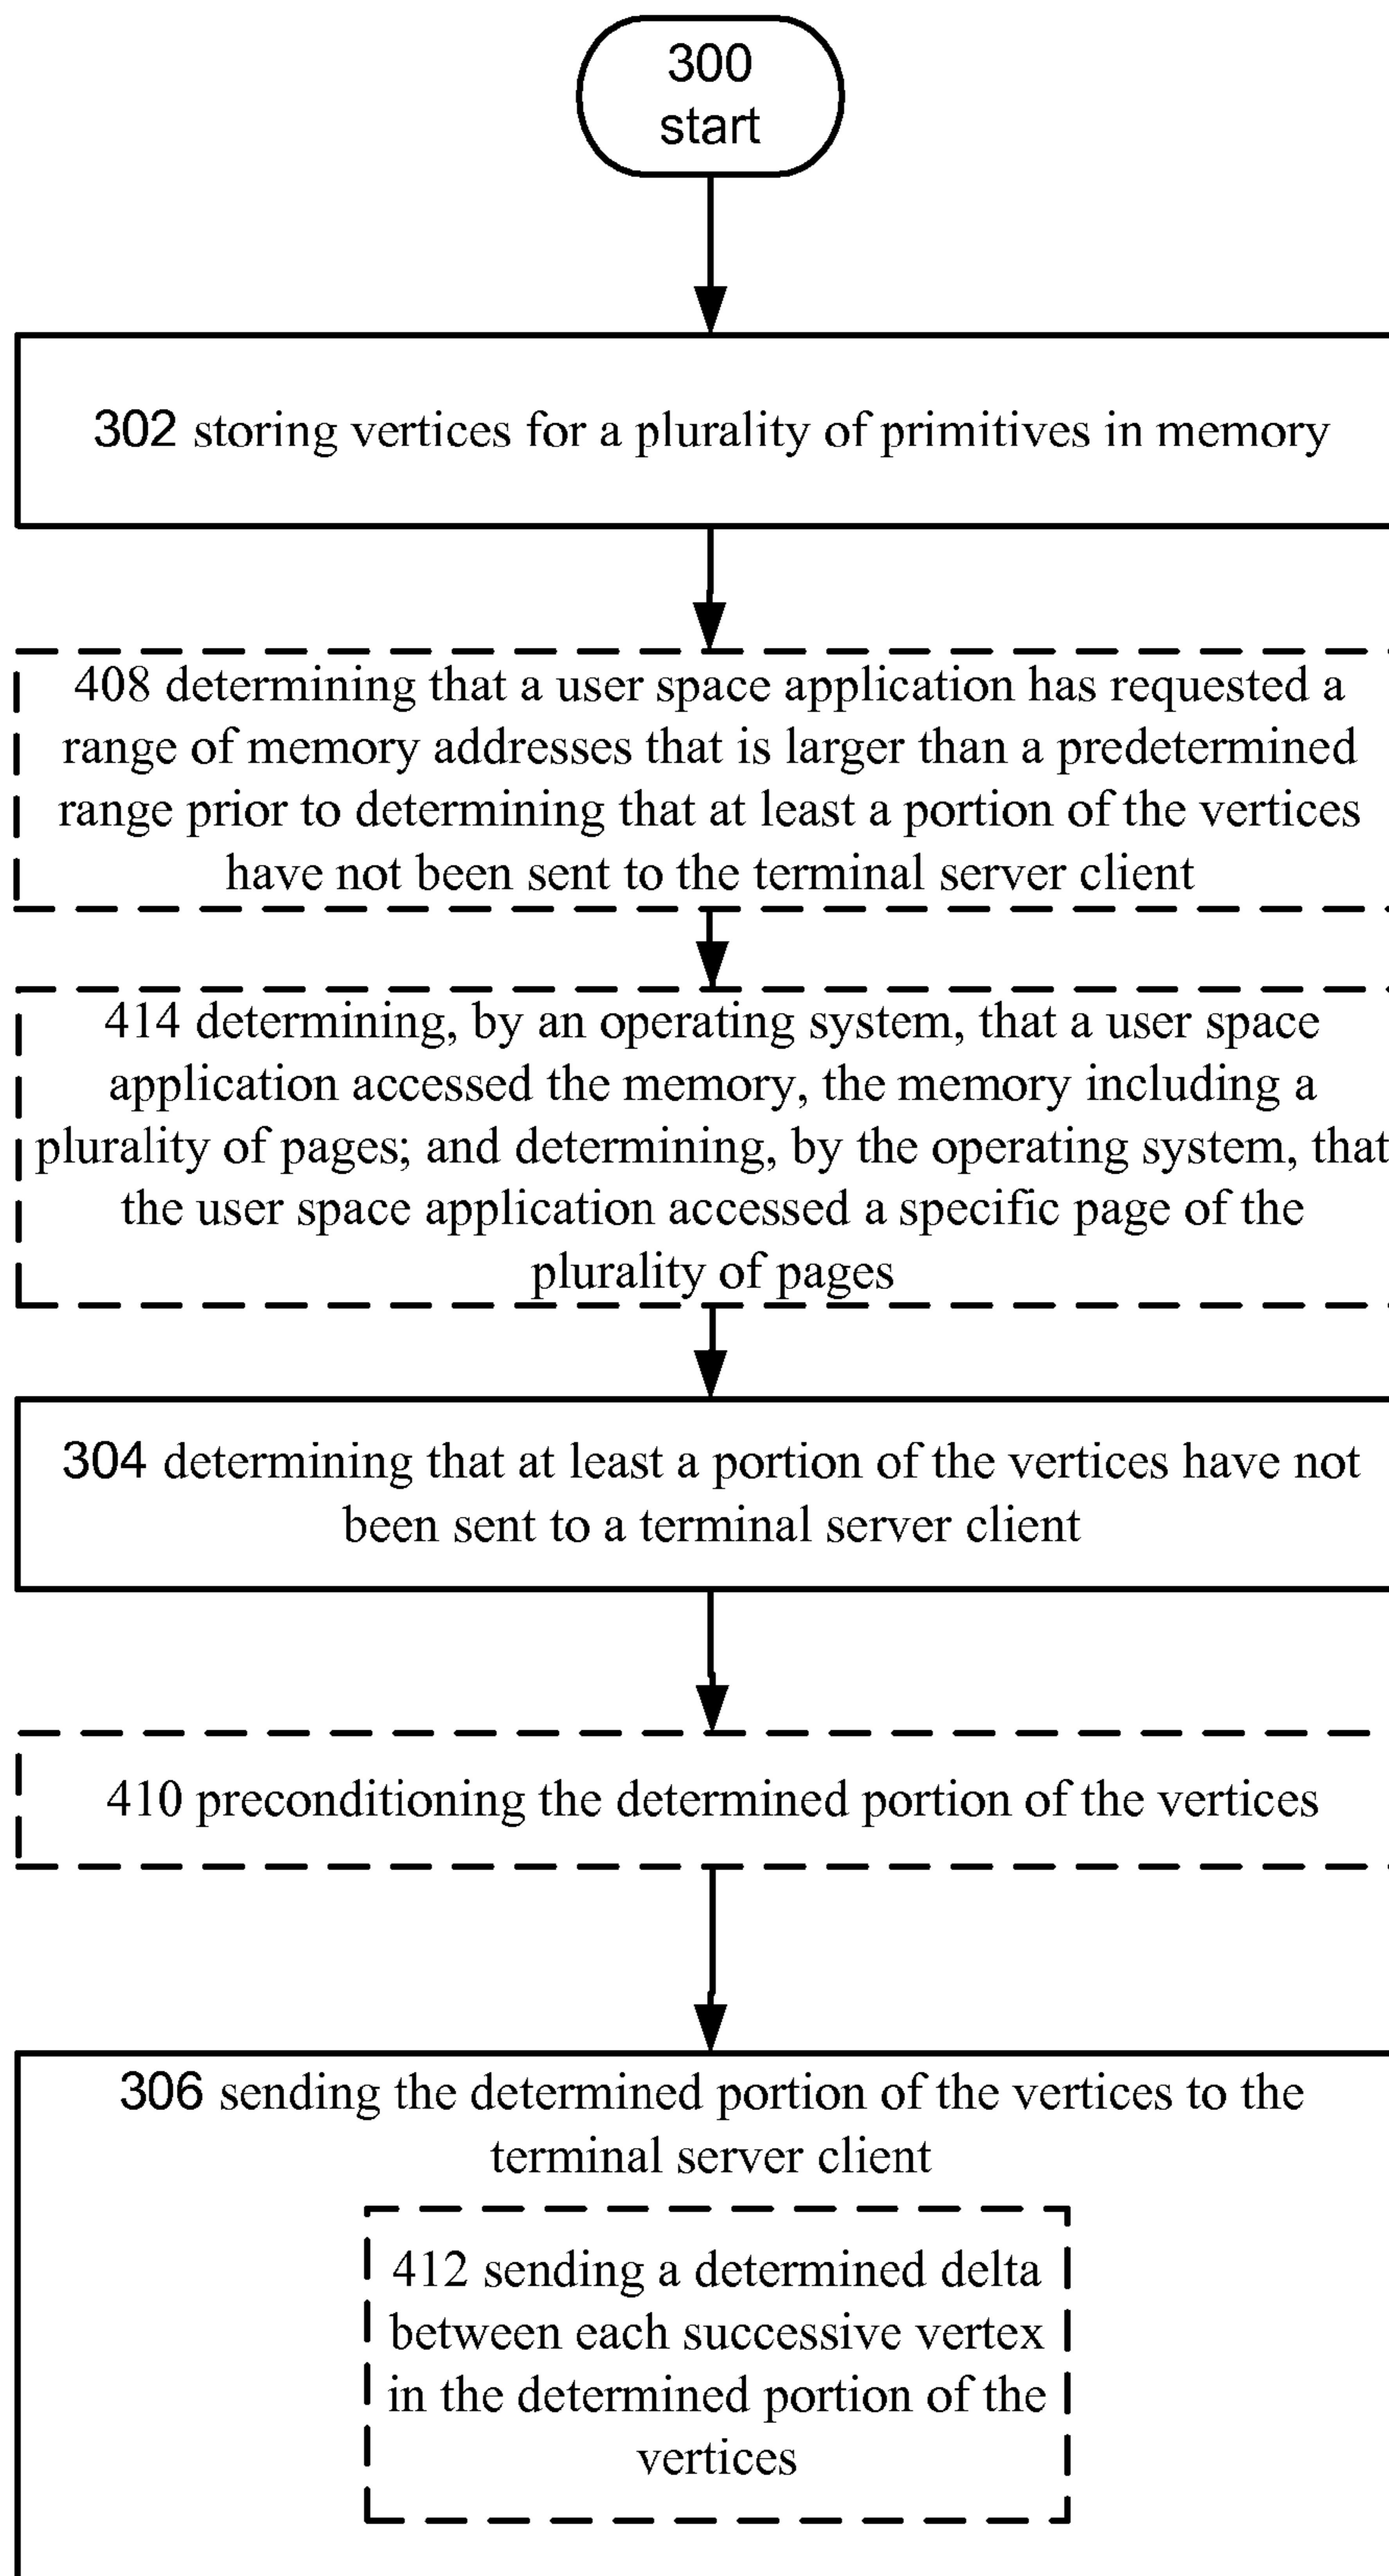 300
start
302 storing vertices for a plurality of primitives in memory
408 determining that a user space application has requested a
range of memory addresses that is larger than a predetermined
range prior to determining that at least a portion of the vertices
have not been sent to the terminal server client
414 determining, by an operating system, that a user space
application accessed the memory, the memory including a
plurality of pages; and determining, by the operating system, that
the user space application accessed a specific page of the
plurality of pages
304 determining that at least a portion of the vertices have not
been sent to a terminal server client
410 preconditioning the determined portion of the vertices
306 sending the determined portion of the vertices to the
terminal server client
412 sending a determined delta
between each successive vertex
in the determined portion of the
vertices